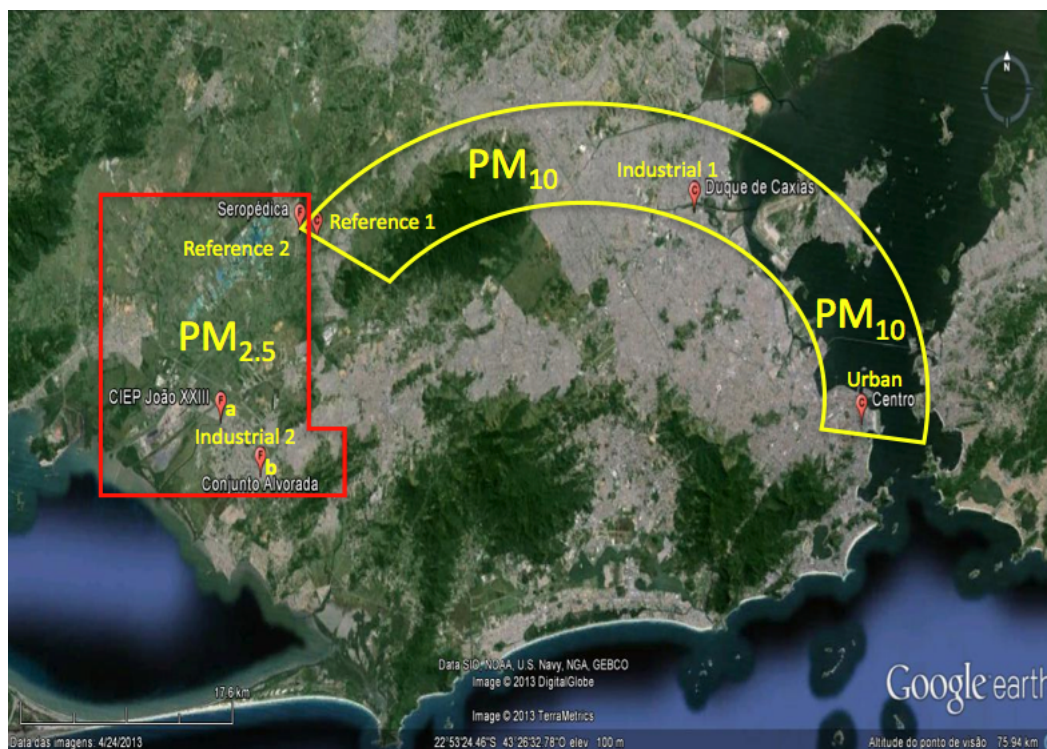 N
PM10
Industrial 1
Duque de Caxias
Seropédica
Reference 1
Reference 2
PM2.5
PM10
Urban
Centro
CIEP João XXIII
a
Industrial 2
b
Conjunto Alvorada
F
C
C
C
F
F
Data SIO, NOAA, U.S. Navy, NGA, GEBCO
Image © 2013 DigitalGlobe
17,6 km
Google earth
Image © 2013 TerraMetrics
Data das imagens: 4/24/2013
22°53'24.46"S 43°26'32.78"O elev 100 m
Altitude do ponto de visão 75.94 km